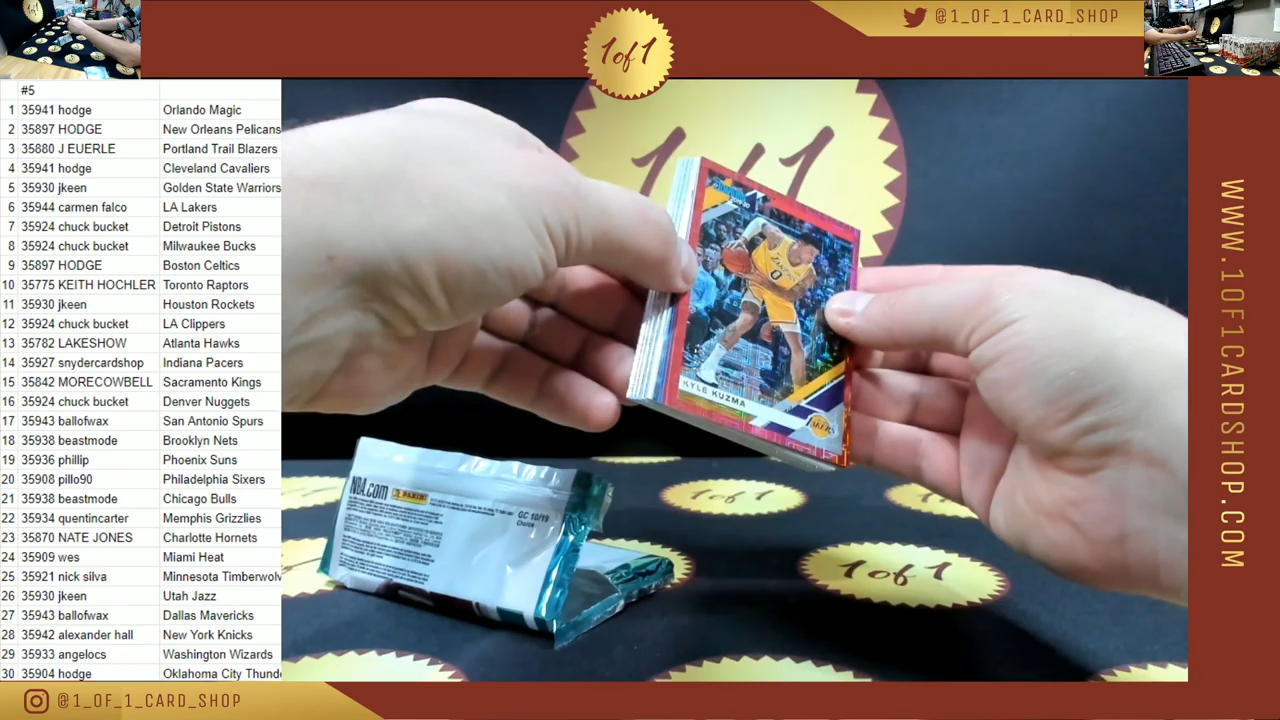 @1_OF_1_CARD_SHOP
1of1
#5
1 35941 hodge Orlando Magic
2 35897 HODGE New Orleans Pelicans
3 35880 J EUERLE Portland Trail Blazers
4 35941 hodge Cleveland Cavaliers
5 35930 jkeen Golden State Warriors
6 35944 carmen falco LA Lakers
7 35924 chuck bucket Detroit Pistons
8 35924 chuck bucket Milwaukee Bucks
9 35897 HODGE Boston Celtics
10 35775 KEITH HOCHLER Toronto Raptors
11 35930 jkeen Houston Rockets
12 35924 chuck bucket LA Clippers
13 35782 LAKESHOW Atlanta Hawks
14 35927 snydercardshop Indiana Pacers
15 35842 MORECOWBELL Sacramento Kings
16 35924 chuck bucket Denver Nuggets
17 35943 ballofwax San Antonio Spurs
18 35938 beastmode Brooklyn Nets
19 35936 phillip Phoenix Suns
20 35908 pillo90 Philadelphia Sixers
21 35938 beastmode Chicago Bulls
22 35934 quentincarter Memphis Grizzlies
23 35870 NATE JONES Charlotte Hornets
24 35909 wes Miami Heat
25 35921 nick silva Minnesota Timberwolv
26 35930 jkeen Utah Jazz
27 35943 ballofwax Dallas Mavericks
28 35942 alexander hall New York Knicks
29 35933 angelocs Washington Wizards
30 35904 hodge Oklahoma City Thund
KYLE KUZMA
LAKERS
NBA.com
PANINI
GC 10/19
Choice
1of1
1of1
WWW.1OF1CARDSHOP.COM
@1_OF_1_CARD_SHOP